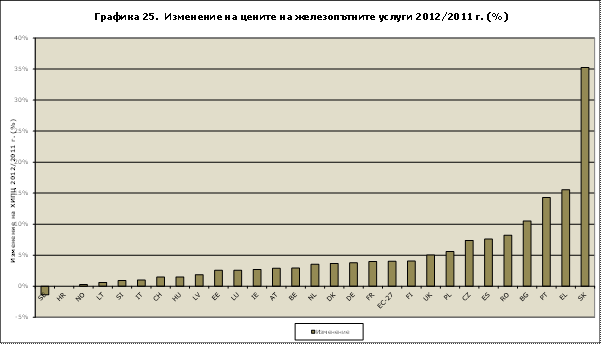 Графика 25. Изменение на цените на железопътните услуги 2012/2011 г. (%)
Изменение на ХИПЦ 2012/2011 г. (%)
40%
35%
30%
25%
20%
15%
10%
5%
0%
-5%
SE HR NO LT SI IT CH HU LV EE LU IE AT BE NL DK DE FR ЕС-27 FI UK PL CZ ES RO BG PT EL SK
Изменение